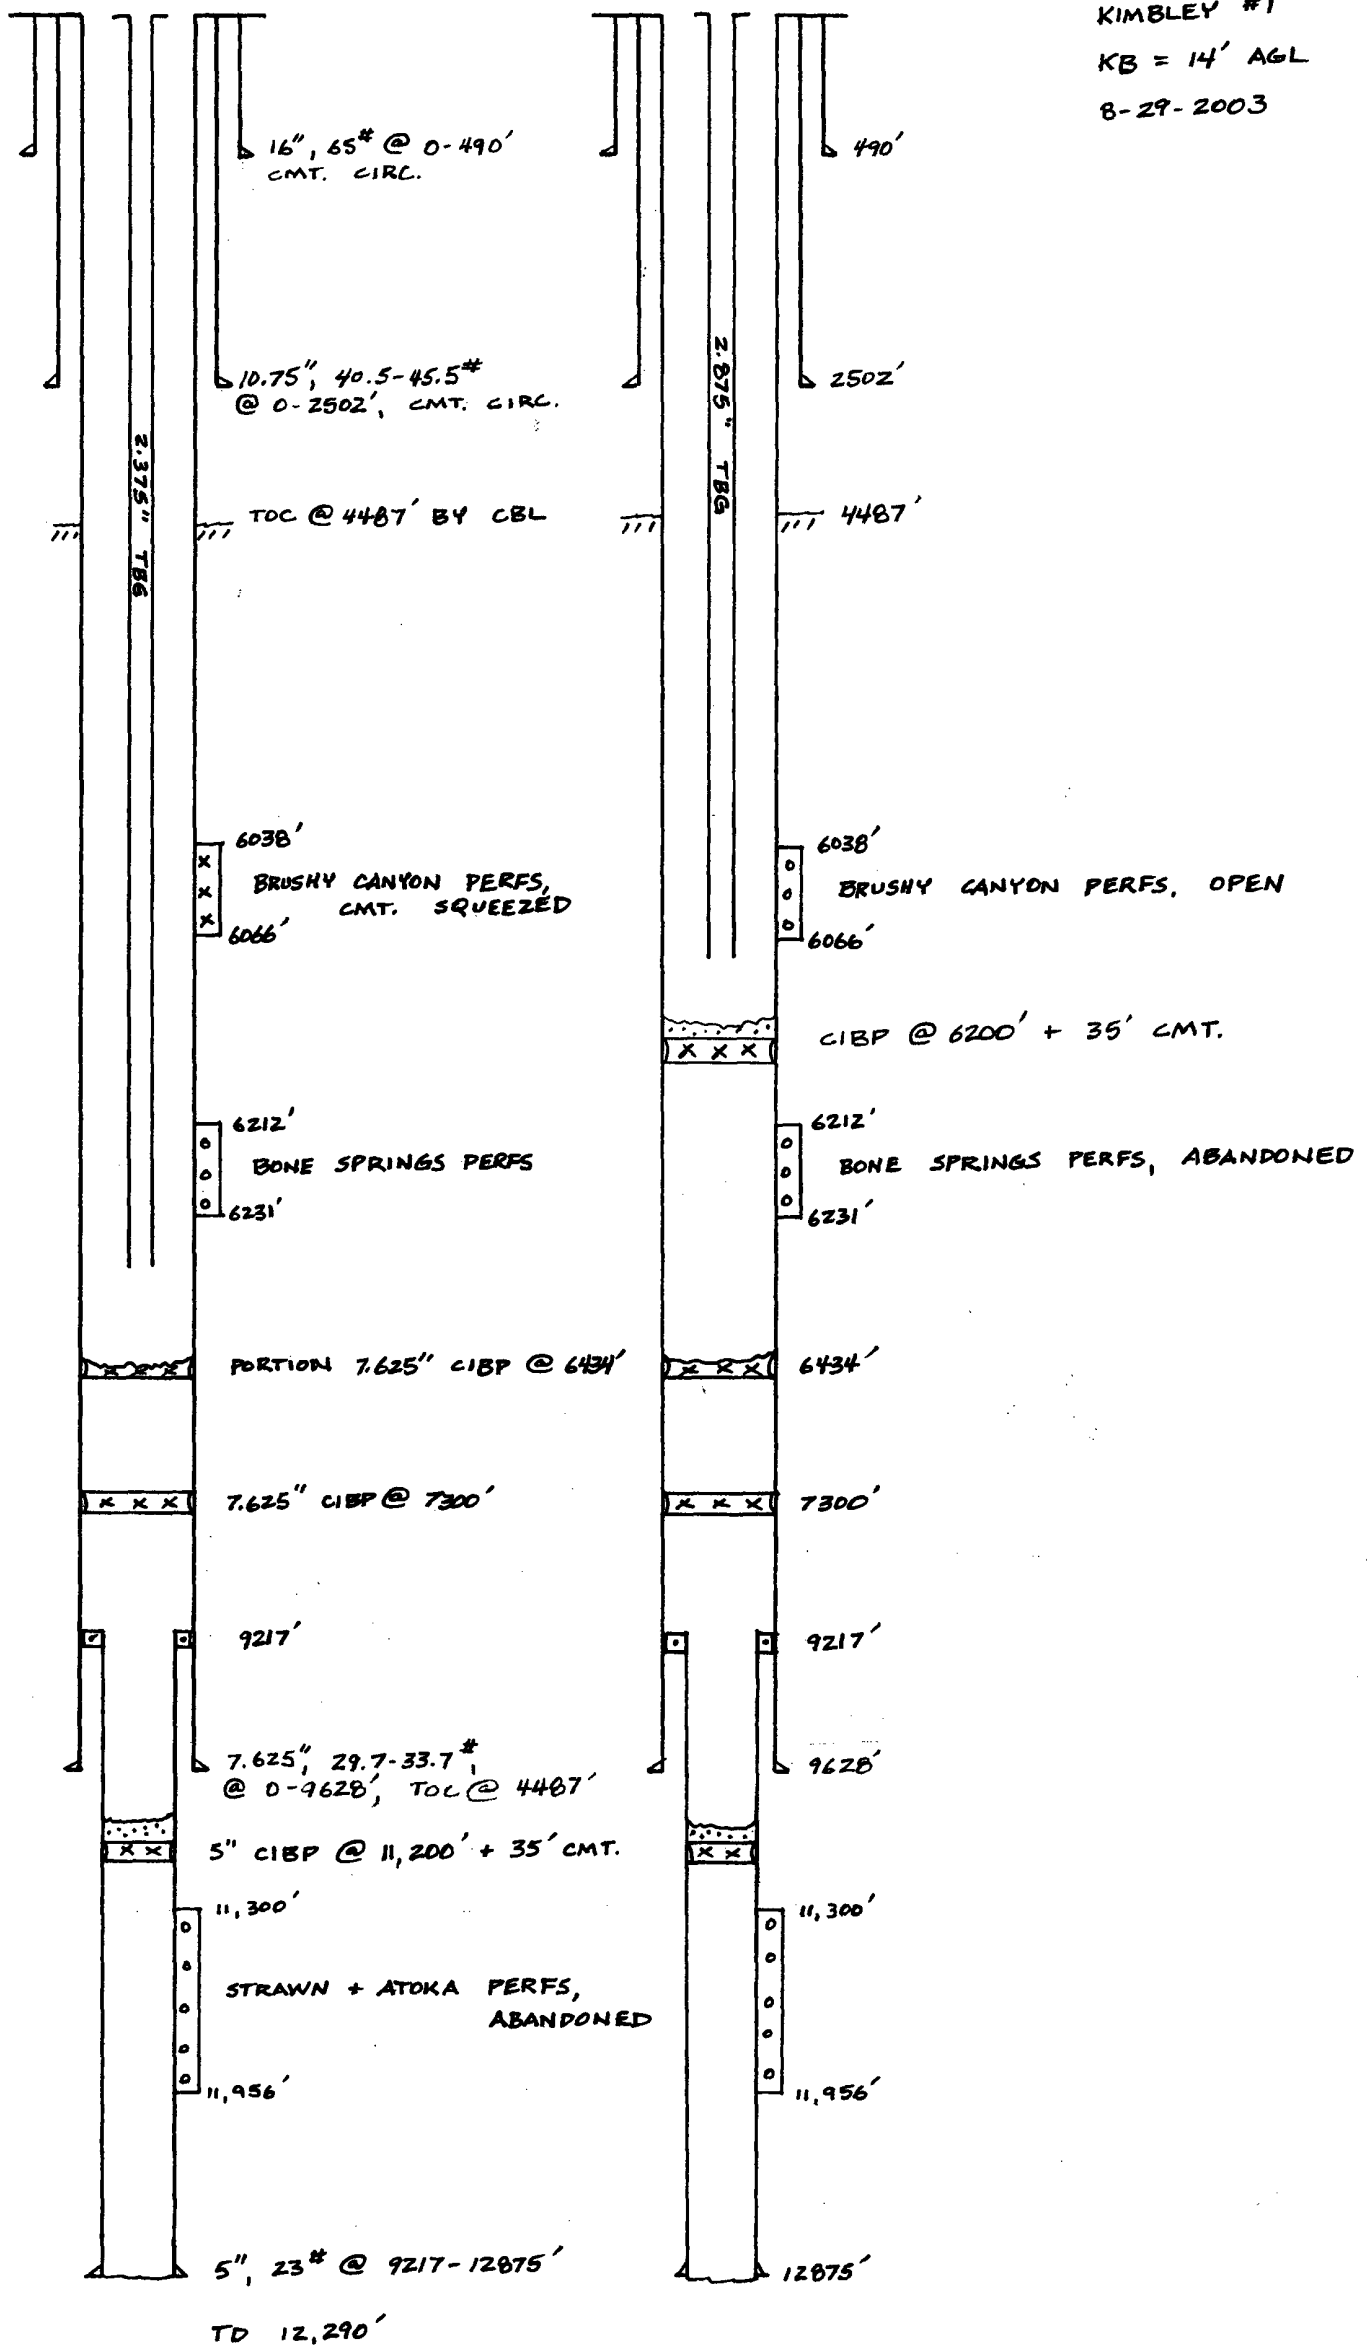 KIMBLEY #1
KB = 14' AGL
8-29-2003
16", 65# @ 0-490'
CMT. CIRC.
10.75", 40.5-45.5#
@ 0-2502', CMT. CIRC.
2.375" TBG
TOC @ 4487' BY CBL
6038'
BRUSHY CANYON PERFS,
CMT. SQUEEZED
6066'
6212'
BONE SPRINGS PERFS
6231'
PORTION 7.625" CIBP @ 6434'
7.625" CIBP @ 7300'
9217'
7.625", 29.7-33.7#,
@ 0-9628', TOC @ 4487'
5" CIBP @ 11,200' + 35' CMT.
11,300'
STRAWN + ATOKA PERFS,
ABANDONED
11,956'
5", 23# @ 9217-12875'
TD 12,290'
490'
2502'
2.875" TBG
4487'
6038'
BRUSHY CANYON PERFS, OPEN
6066'
CIBP @ 6200' + 35' CMT.
6212'
BONE SPRINGS PERFS, ABANDONED
6231'
6434'
7300'
9217'
9628'
11,300'
11,956'
12875'